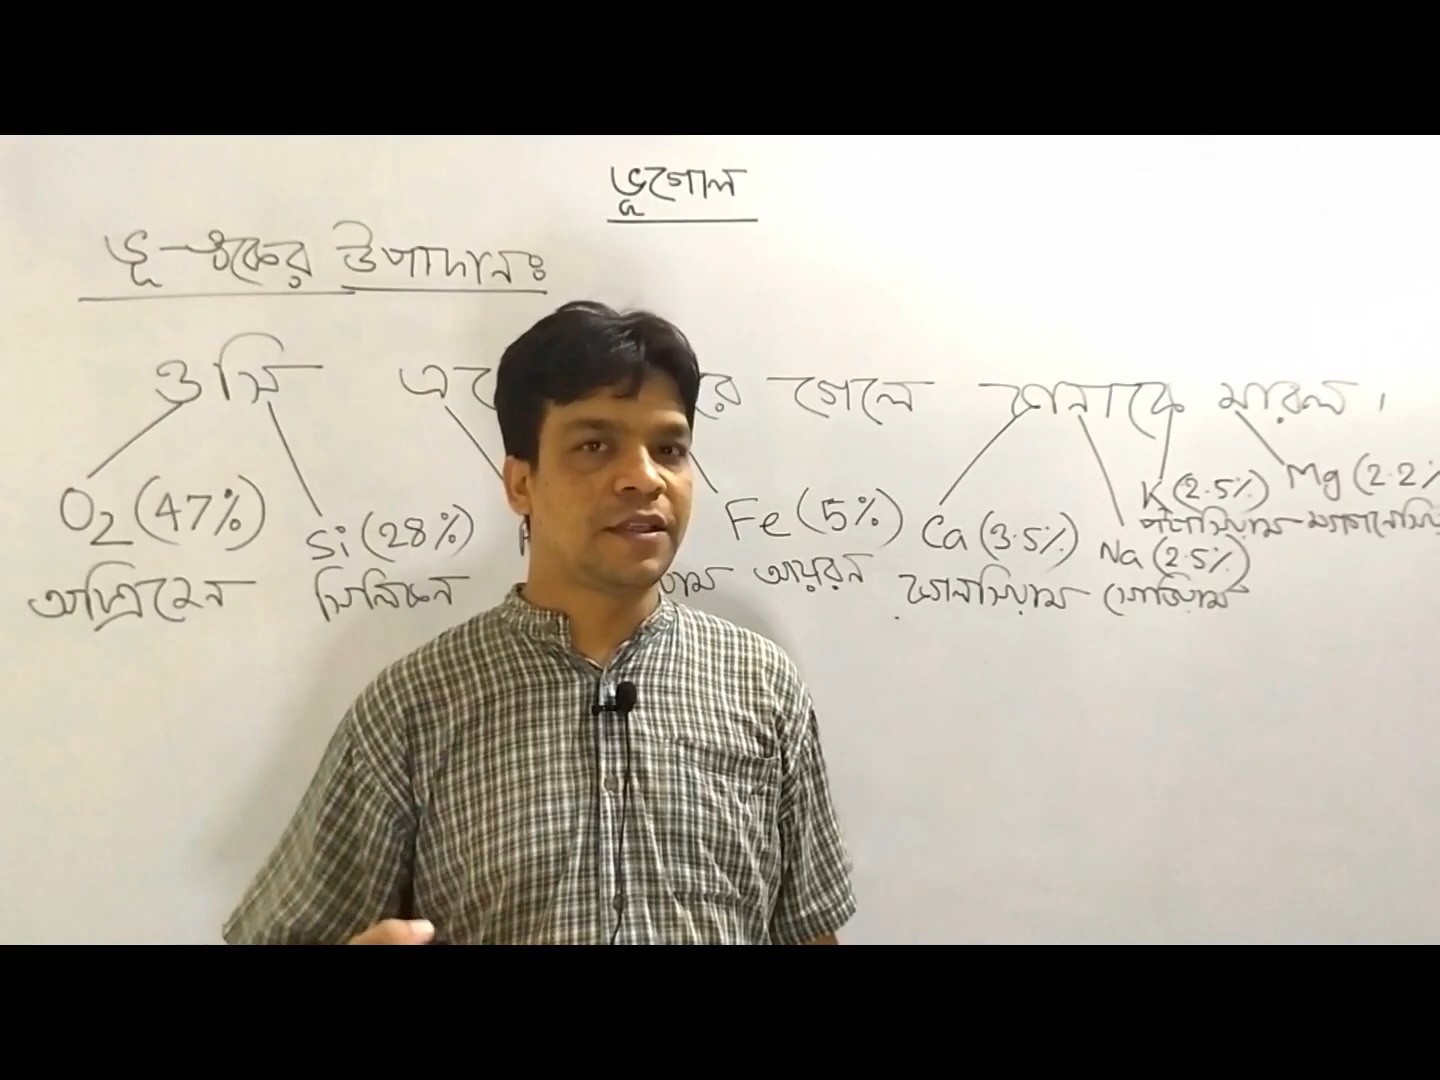 ভূগোল
ভূ-ত্বকের উপাদানঃ
ওসি রে গেলে কেনাকে মারল।
O2 (47%) Si (28%) Fe (5%) Ca (3.5%) Na (2.5%) K (2.5%) Mg (2.2%
অক্সিজেন সিলিকন আয়রন ক্যালসিয়াম সোডিয়াম পটাসিয়াম